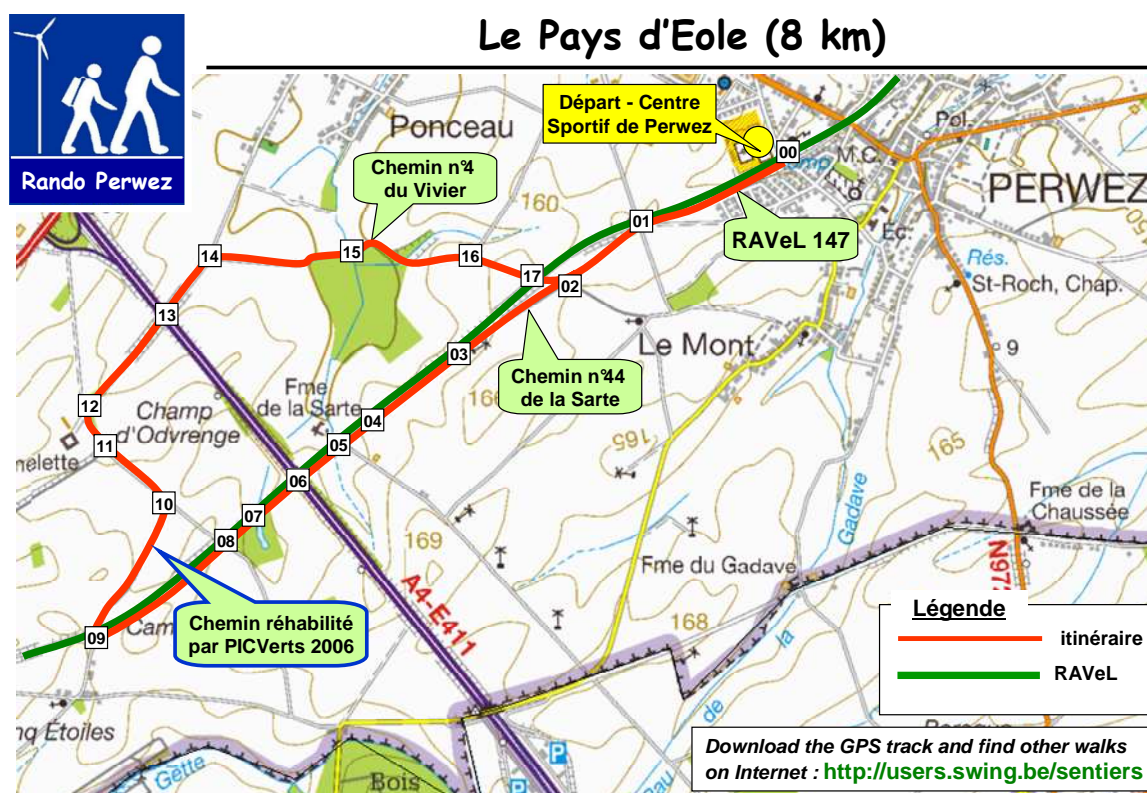 Le Pays d'Eole (8 km)
Rando Perwez
Départ - Centre
Sportif de Perwez
Ponceau
Chemin n°4
du Vivier
160
00
Pol.
M.C.
PERWEZ
01
RAVeL 147
Ec.
Rés.
St-Roch, Chap.
14
15
16
17
02
13
Le Mont
9
03
Chemin n°44
de la Sarte
Fme
de la Sarte
12
Champ
d'Odvrenge
04
165
165
11
05
nelette
06
10
07
Fme de la
Chaussée
08
169
Gadave
Fme du Gadave
A4-E411
Chemin réhabilité
par PICVerts 2006
09
168
Légende
itinéraire
RAVeL
la
de
nq Étoiles
P
P
Gette
Bois
Download the GPS track and find other walks
on Internet : http://users.swing.be/sentiers